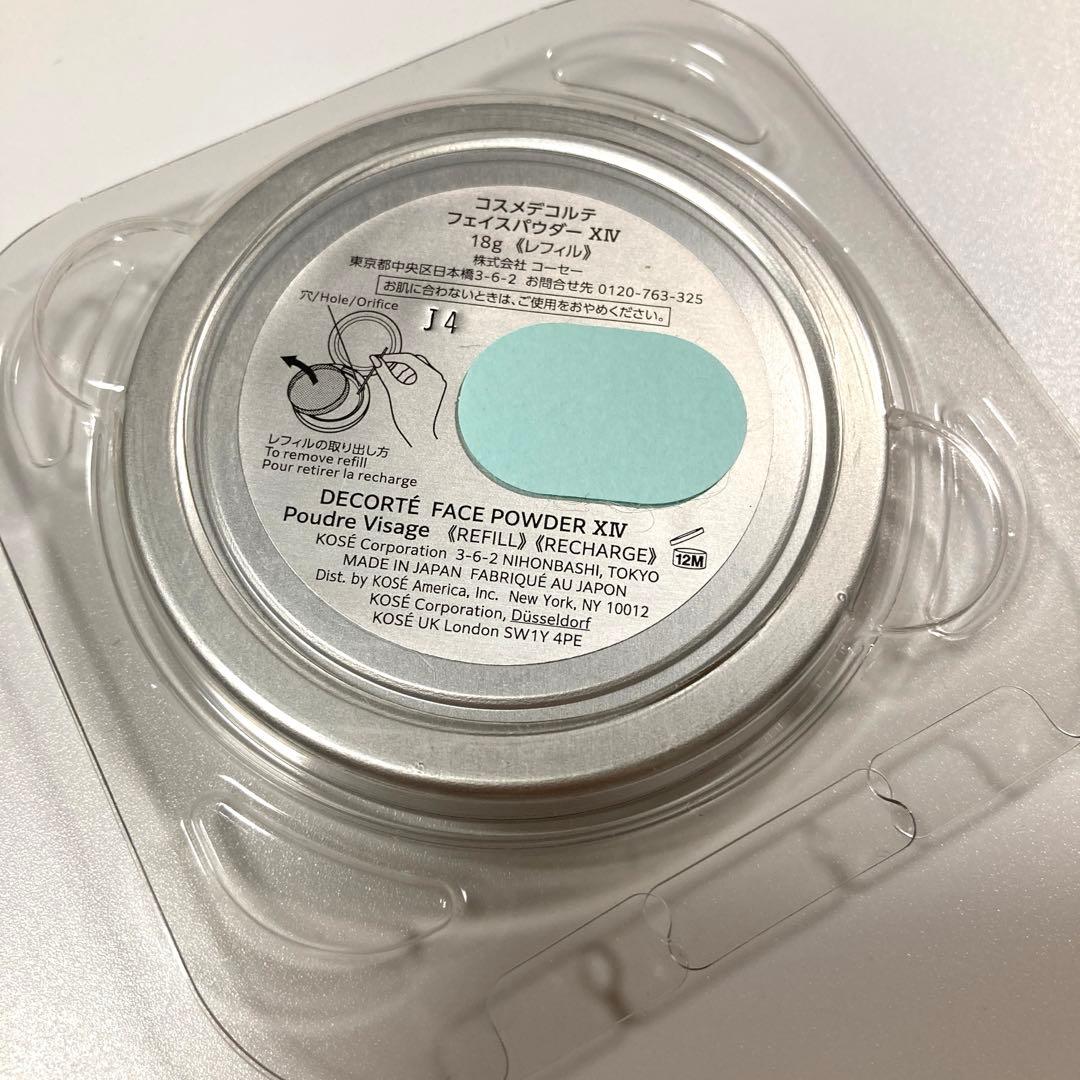 コスメデコルテ
フェイスパウダー XIV
18g 《レフィル》
株式会社 コーセー
東京都中央区日本橋3-6-2 お問合せ先 0120-763-325
お肌に合わないときは、ご使用をおやめください。
穴/Hole/Orifice
J4
レフィルの取り出し方
To remove refill
Pour retirer la recharge
DECORTÉ FACE POWDER XIV
Poudre Visage 《REFILL》《RECHARGE》
12M
KOSÉ Corporation 3-6-2 NIHONBASHI, TOKYO
MADE IN JAPAN FABRIQUÉ AU JAPON
Dist. by KOSÉ America, Inc. New York, NY 10012
KOSÉ Corporation, Düsseldorf
KOSÉ UK London SW1Y 4PE